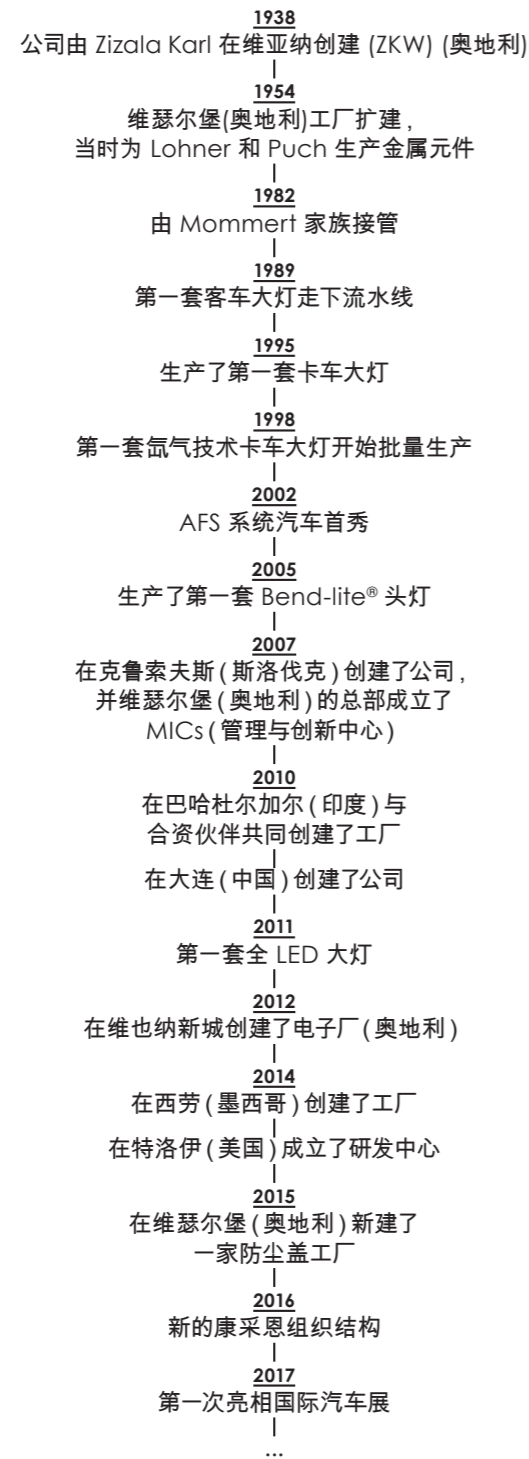 1938
公司由 Zizala Karl 在维亚纳创建 (ZKW) (奥地利)
1954
维瑟尔堡(奥地利)工厂扩建,
当时为 Lohner 和 Puch 生产金属元件
1982
由 Mommert 家族接管
1989
第一套客车大灯走下流水线
1995
生产了第一套卡车大灯
1998
第一套氙气技术卡车大灯开始批量生产
2002
AFS 系统汽车首秀
2005
生产了第一套 Bend-lite® 头灯
2007
在克鲁索夫斯(斯洛伐克)创建了公司,
并维瑟尔堡(奥地利)的总部成立了
MICs(管理与创新中心)
2010
在巴哈杜尔加尔(印度)与
合资伙伴共同创建了工厂
在大连(中国)创建了公司
2011
第一套全 LED 大灯
2012
在维也纳新城创建了电子厂(奥地利)
2014
在西劳(墨西哥)创建了工厂
在特洛伊(美国)成立了研发中心
2015
在维瑟尔堡(奥地利)新建了
一家防尘盖工厂
2016
新的康采恩组织结构
2017
第一次亮相国际汽车展
...